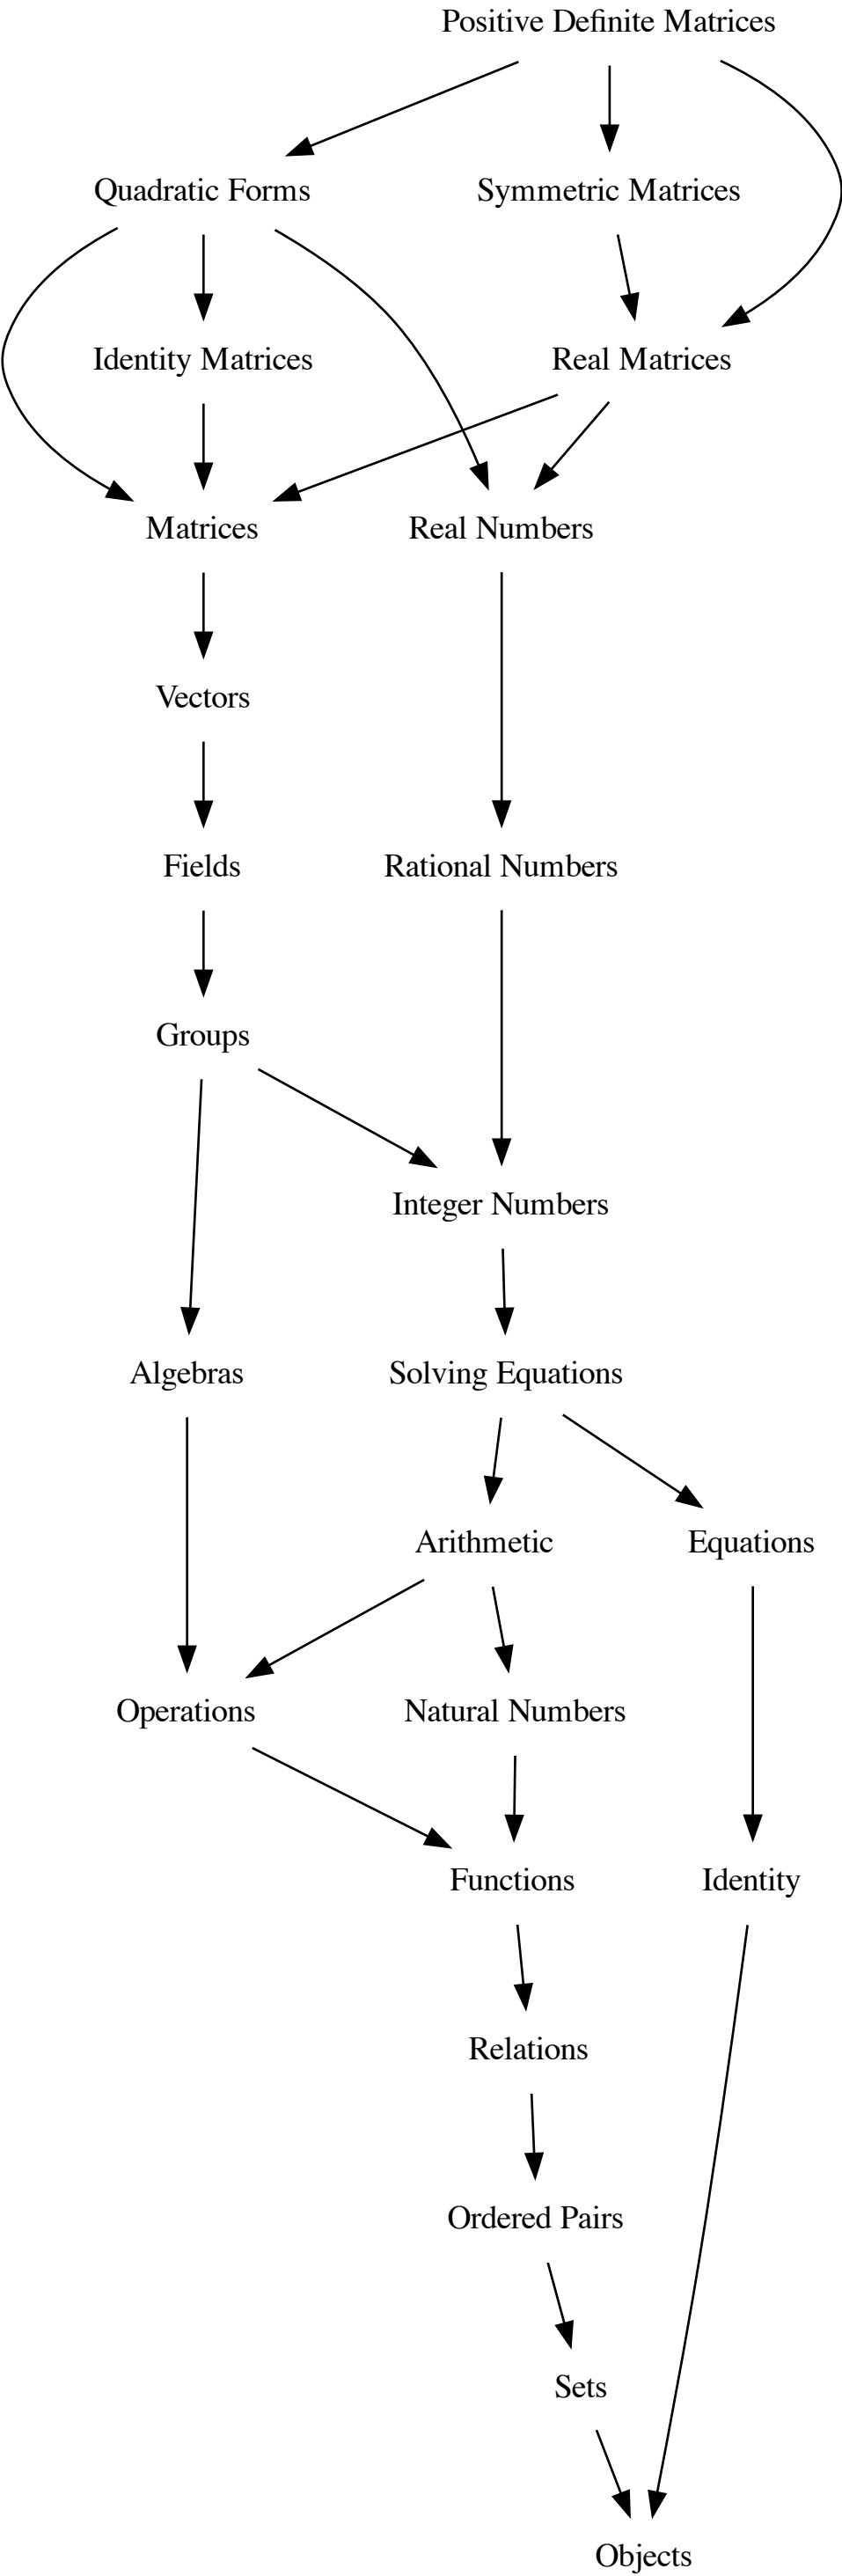 Positive Definite Matrices
Quadratic Forms
Symmetric Matrices
Identity Matrices
Real Matrices
Matrices
Real Numbers
Vectors
Fields
Rational Numbers
Groups
Integer Numbers
Algebras
Solving Equations
Arithmetic
Equations
Operations
Natural Numbers
Functions
Identity
Relations
Ordered Pairs
Sets
Objects